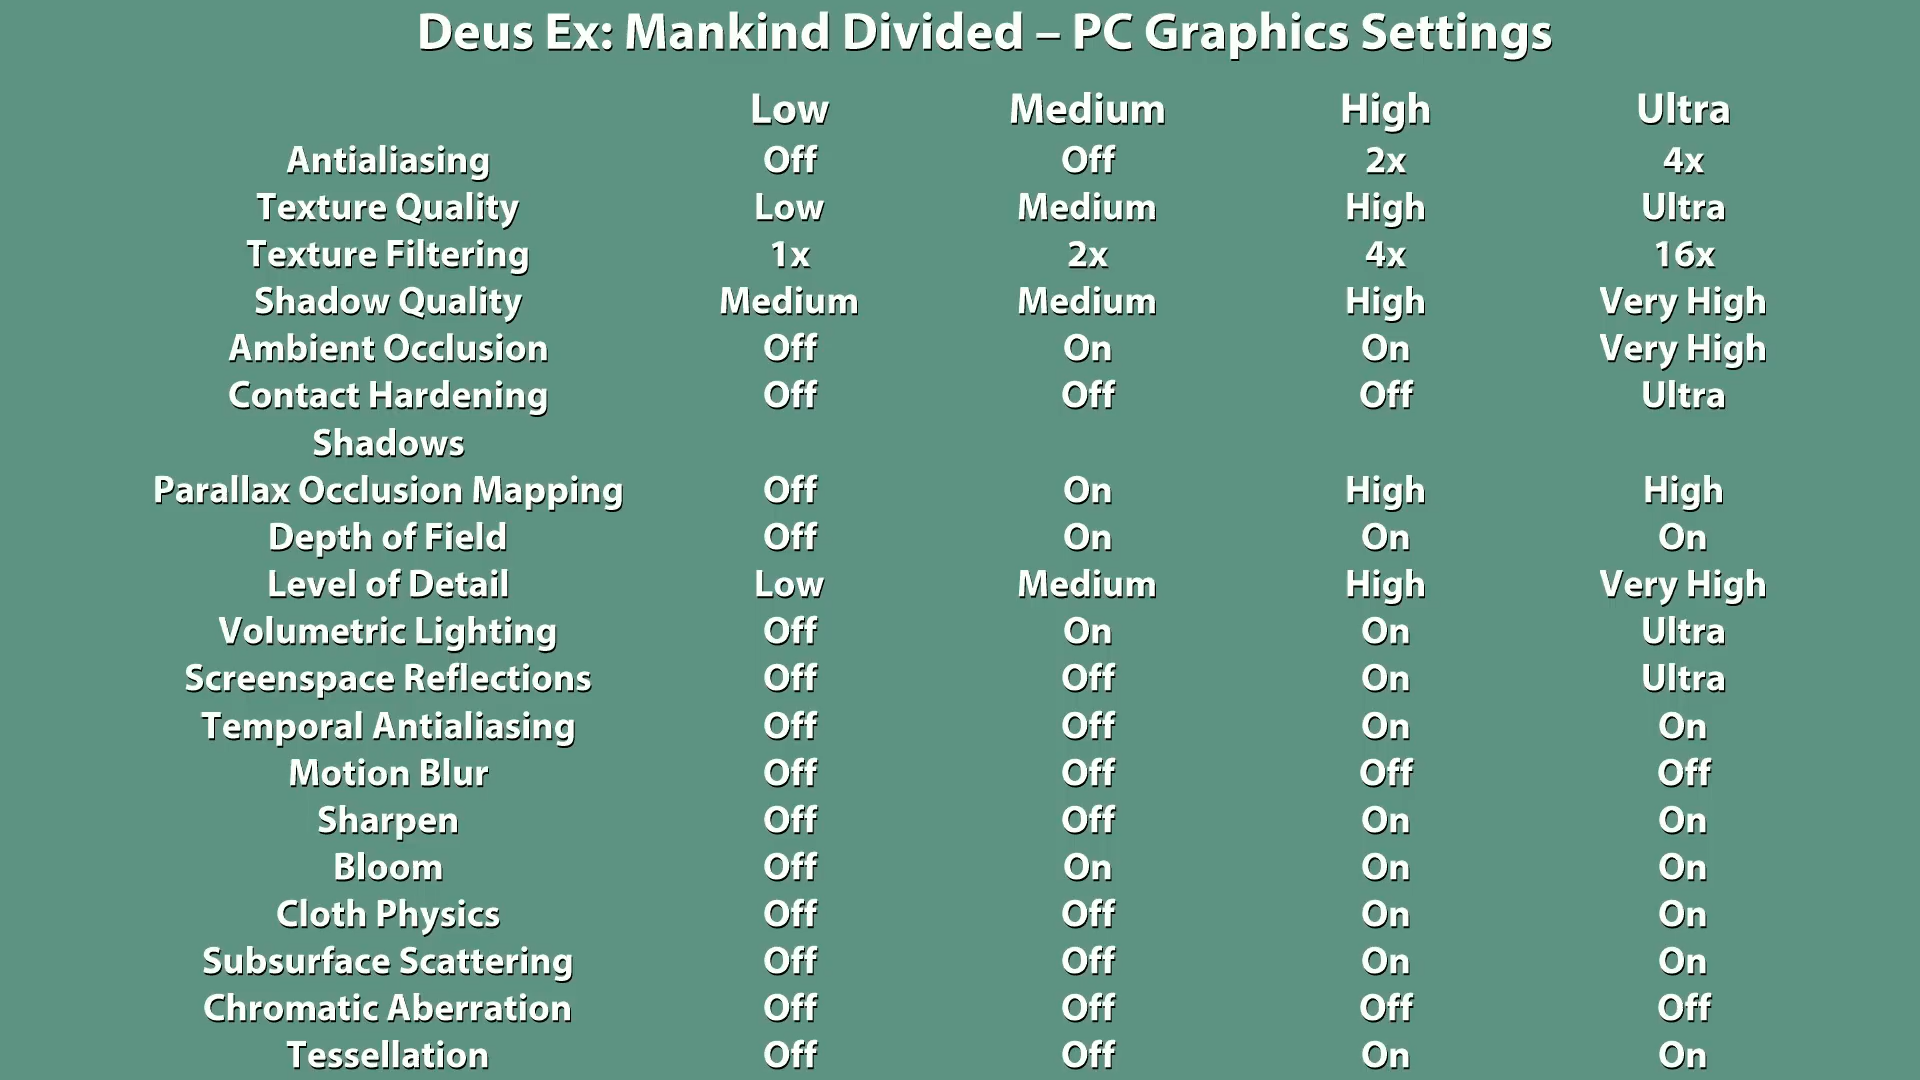 Deus Ex: Mankind Divided – PC Graphics Settings
Low Medium High Ultra
Antialiasing Off Off 2x 4x
Texture Quality Low Medium High Ultra
Texture Filtering 1x 2x 4x 16x
Shadow Quality Medium Medium High Very High
Ambient Occlusion Off On On Very High
Contact Hardening Off Off Off Ultra
Shadows
Parallax Occlusion Mapping Off On High High
Depth of Field Off On On On
Level of Detail Low Medium High Very High
Volumetric Lighting Off On On Ultra
Screenspace Reflections Off Off On Ultra
Temporal Antialiasing Off Off On On
Motion Blur Off Off Off Off
Sharpen Off Off On On
Bloom Off On On On
Cloth Physics Off Off On On
Subsurface Scattering Off Off On On
Chromatic Aberration Off Off Off Off
Tessellation Off Off On On